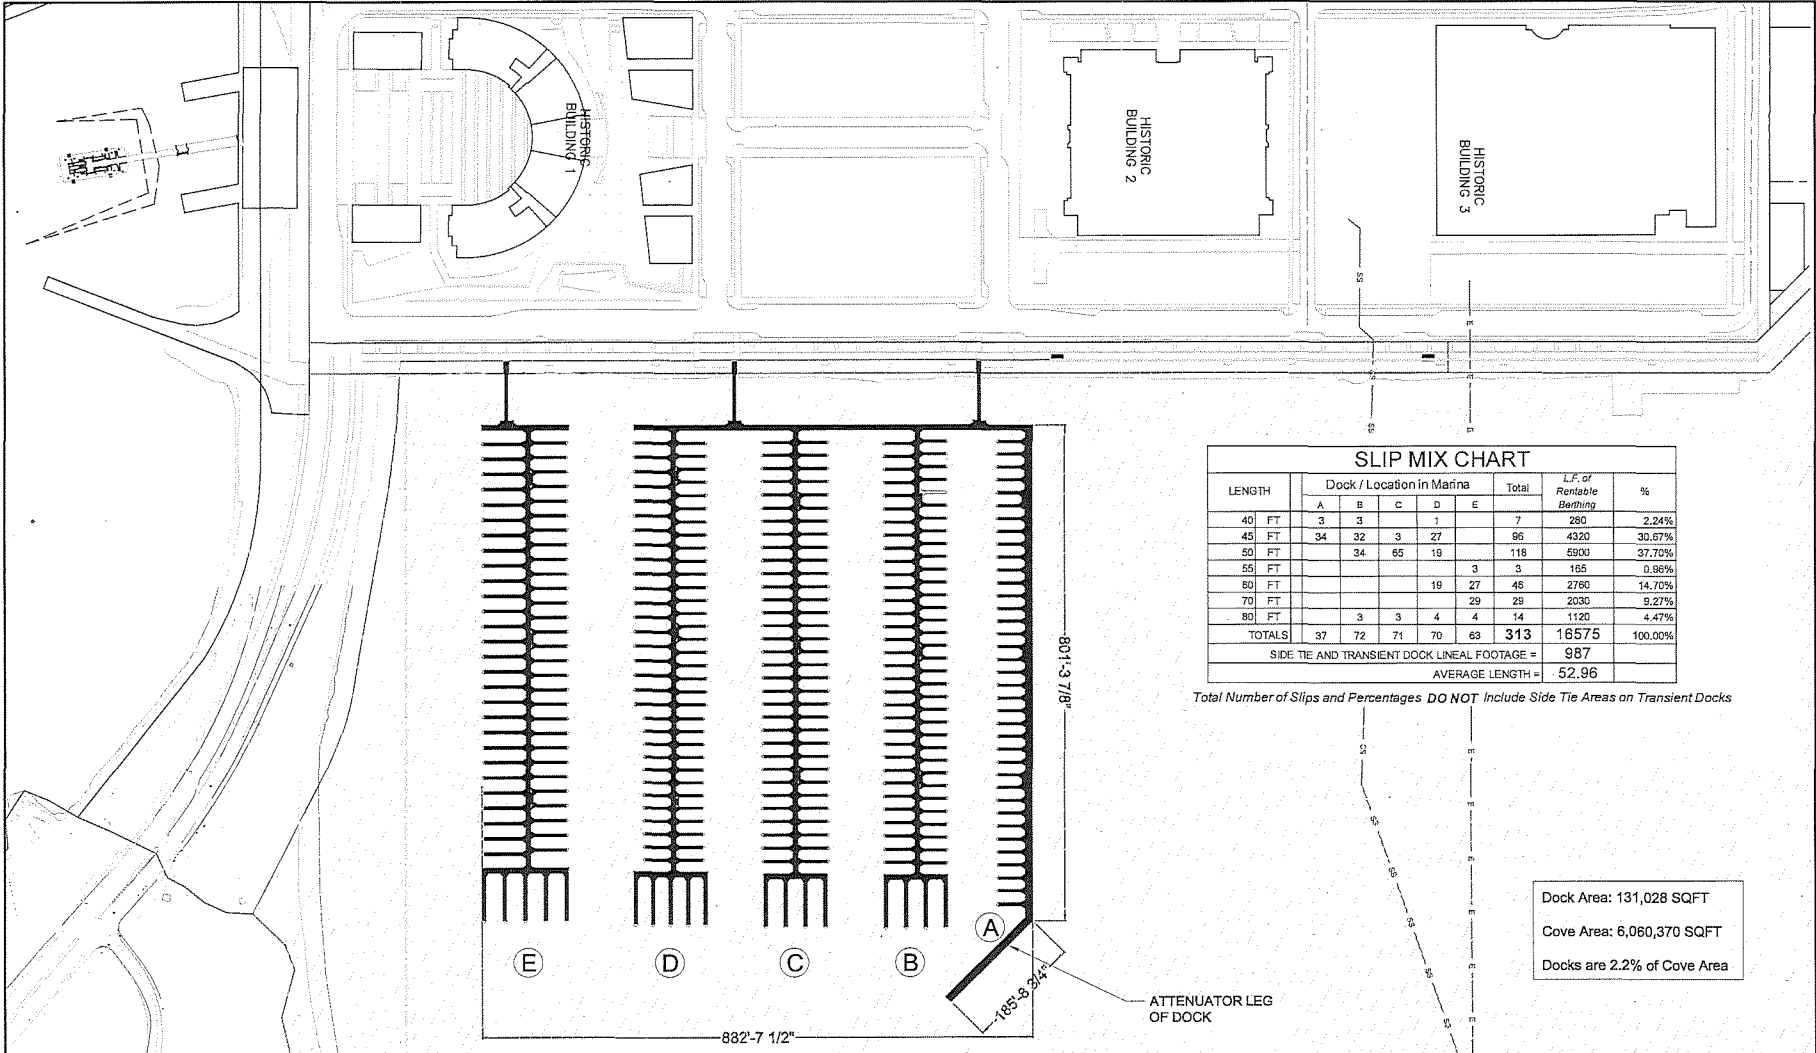 HISTORIC
BUILDING 1
HISTORIC
BUILDING 2
HISTORIC
BUILDING 3
SS
E
SS
E
SS
E
SLIP MIX CHART
LENGTH Dock / Location in Marina Total L.F. of Rentable Berthing %
A B C D E
40 FT 3 3 1 7 280 2.24%
45 FT 34 32 3 27 96 4320 30.67%
50 FT 34 65 19 118 5900 37.70%
55 FT 3 3 165 0.96%
60 FT 19 27 46 2760 14.70%
70 FT 29 29 2030 9.27%
80 FT 3 3 4 4 14 1120 4.47%
TOTALS 37 72 71 70 63 313 16575 100.00%
SIDE TIE AND TRANSIENT DOCK LINEAL FOOTAGE = 987
AVERAGE LENGTH = 52.96
Total Number of Slips and Percentages DO NOT Include Side Tie Areas on Transient Docks
801'-3 7/8"
SS
E
SS
E
SS
E
SS
E
SS
E
Dock Area: 131,028 SQFT
Cove Area: 6,060,370 SQFT
Docks are 2.2% of Cove Area
E
D
C
B
A
185'-8 3/4"
ATTENUATOR LEG
OF DOCK
882'-7 1/2"